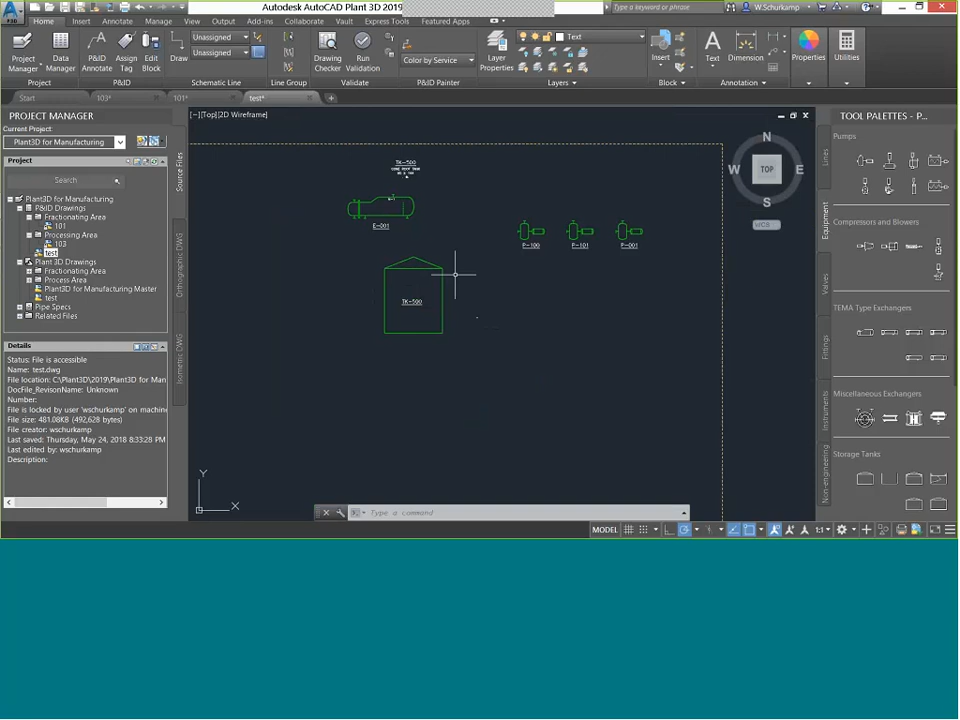 Autodesk AutoCAD Plant 3D 2019
Type a keyword or phrase
W.Schurkamp
P3D
Home Insert Annotate Manage View Output Add-ins Collaborate Vault Express Tools Featured Apps
Project Manager
Data Manager
P&ID Annotate
Assign Tag
Edit Block
Draw
Unassigned
Unassigned
Drawing Checker
Run Validation
Color by Service
Layer Properties
Text
Insert
Text
Dimension
Properties
Utilities
Project P&ID Schematic Line Line Group Validate P&ID Painter Layers Annotation
Start 103* 101* test*
PROJECT MANAGER
Current Project:
Plant3D for Manufacturing
Project
Search
Plant3D for Manufacturing
P&ID Drawings
Fractionating Area
101
Processing Area
103
test
Plant 3D Drawings
Fractionating Area
Process Area
Plant3D for Manufacturing Master
test
Pipe Specs
Related Files
Details
Status: File is accessible
Name: test.dwg
File location: C:\Plant3D\2019\Plant3D for Man
DocFile_RevisonName: Unknown
Number:
File is locked by user 'wschurkamp' on machin
File size: 481.08KB (492,628 bytes)
File creator: wschurkamp
Last saved: Thursday, May 24, 2018 8:33:28 PM
Last edited by: wschurkamp
Description:
Source Files
Orthographic DWG
Isometric DWG
[−][Top][2D Wireframe]
TK-500
E-001
TK-500
P-100
P-101
P-001
N
W
TOP
E
S
WCS
Y
X
Type a command
MODEL
1:1
TOOL PALETTES - P...
Lines
Equipment
Valves
Fittings
Instruments
Non-engineering
Pumps
Compressors and Blowers
TEMA Type Exchangers
Miscellaneous Exchangers
Storage Tanks